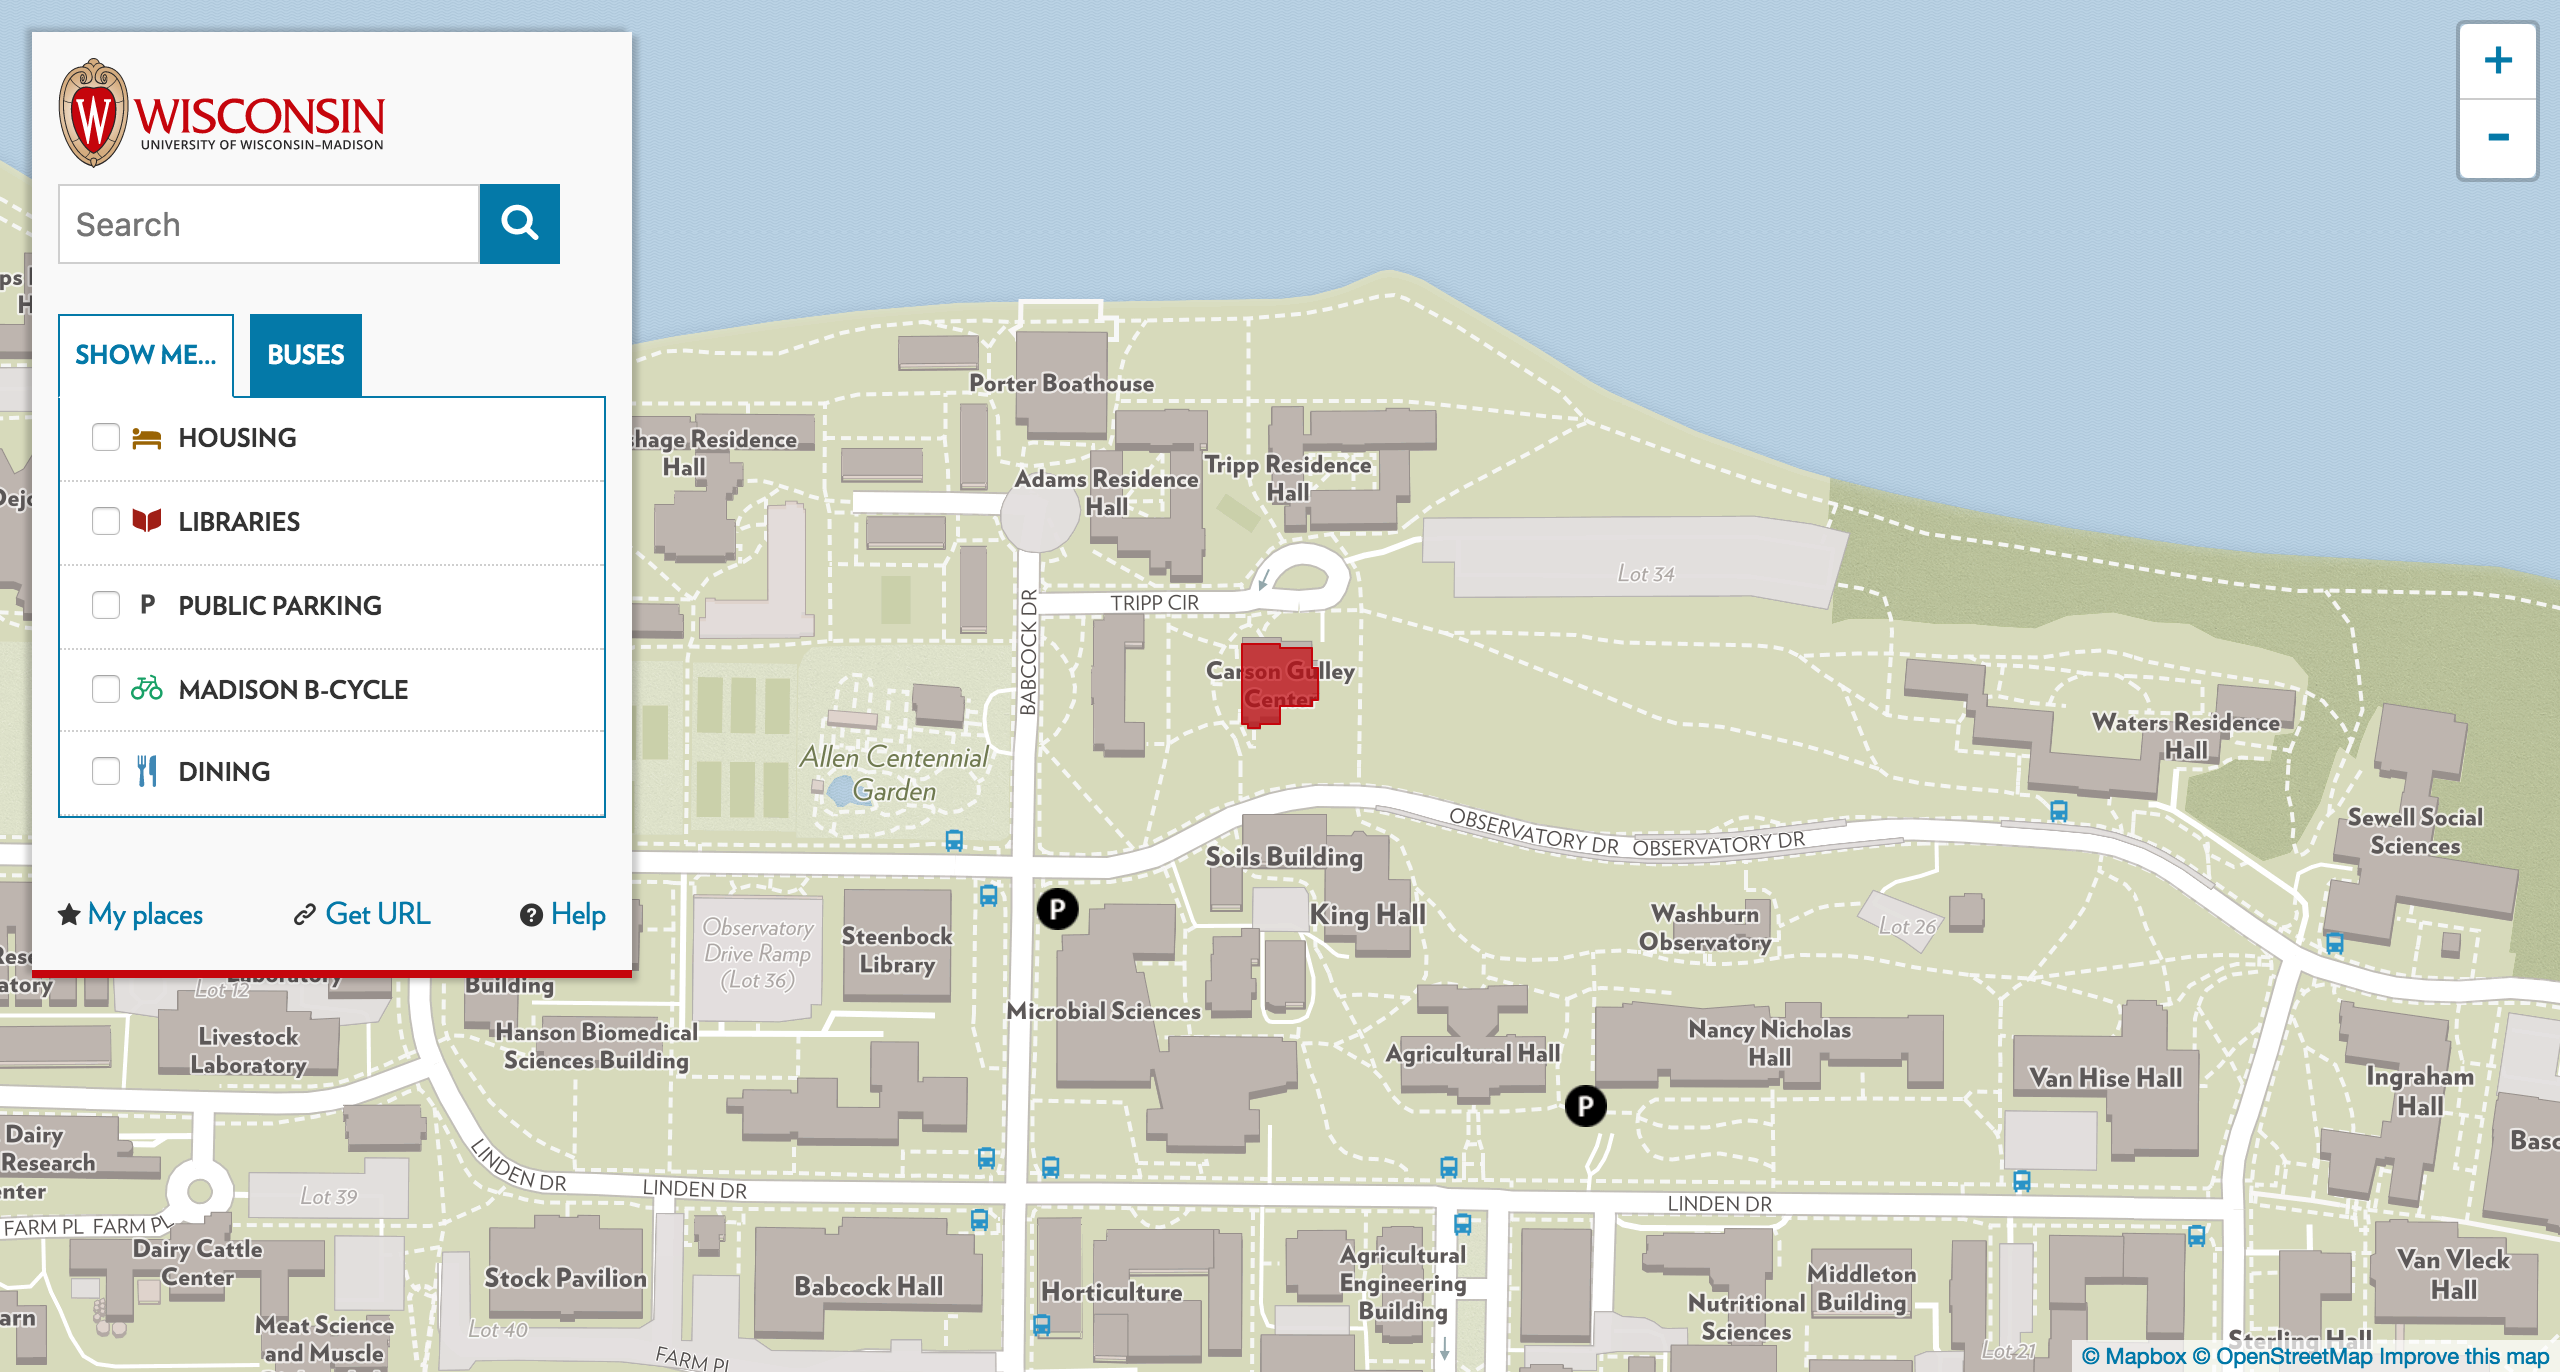 WISCONSIN
UNIVERSITY OF WISCONSIN–MADISON
Search
SHOW ME...
BUSES
HOUSING
LIBRARIES
P PUBLIC PARKING
MADISON B-CYCLE
DINING
My places
Get URL
? Help
+
-
Porter Boathouse
hage Residence
Hall
Adams Residence
Hall
Tripp Residence
Hall
Lot 34
TRIPP CIR
BABCOCK DR
Carson Gulley
Center
Waters Residence
Hall
Allen Centennial
Garden
OBSERVATORY DR
OBSERVATORY DR
Sewell Social
Sciences
Soils Building
King Hall
P
Washburn
Observatory
Lot 26
Observatory
Drive Ramp
(Lot 36)
Steenbock
Library
Microbial Sciences
Laboratory
Lot 12
Building
Livestock
Laboratory
Hanson Biomedical
Sciences Building
Agricultural Hall
Nancy Nicholas
Hall
Van Hise Hall
Ingraham
Hall
P
Dairy
Research
enter
LINDEN DR
LINDEN DR
LINDEN DR
Lot 39
FARM PL
FARM PL
Dairy Cattle
Center
Stock Pavilion
Babcock Hall
Horticulture
Agricultural
Engineering
Building
Middleton
Building
Nutritional
Sciences
Van Vleck
Hall
Meat Science
and Muscle
Lot 40
FARM Pl
Lot 21
Sterling Hall
© Mapbox © OpenStreetMap Improve this map